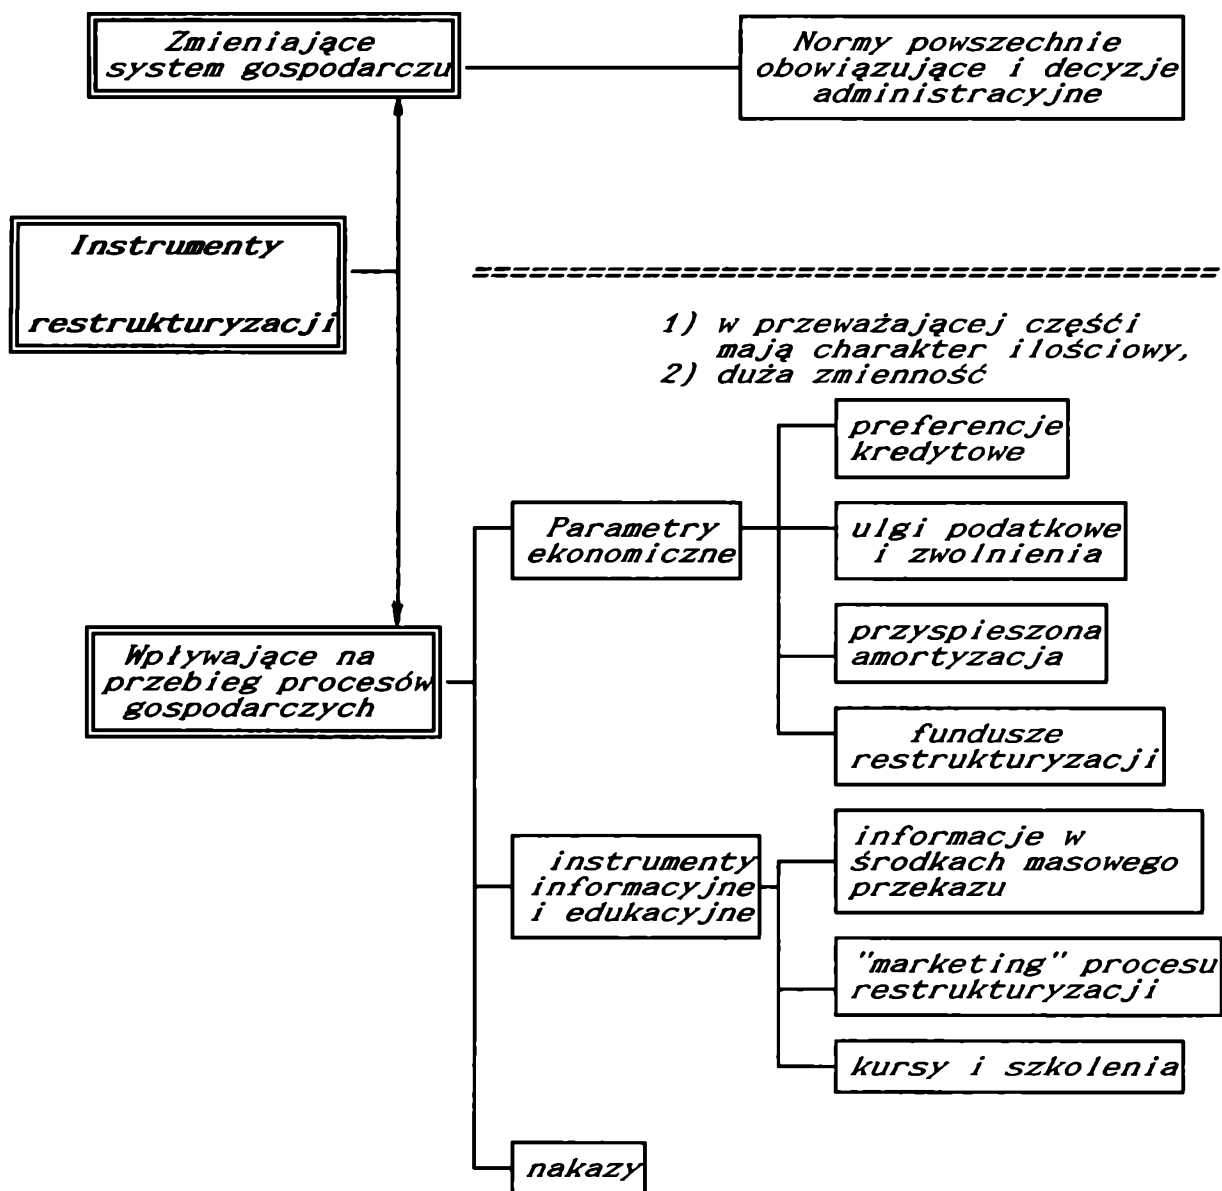 Zmieniające
system gospodarczu
Normy powszechnie
obowiązujące i decyzje
administracyjne
Instrumenty
restrukturyzacji
==================================
1) w przeważającej częśći
mają charakter ilościowy,
2) duża zmienność
preferencje
kredytowe
Parametry
ekonomiczne
ulgi podatkowe
i zwolnienia
przyspieszona
amortyzacja
Wpływające na
przebieg procesów
gospodarczych
fundusze
restrukturyzacji
instrumenty
informacyjne
i edukacyjne
informacje w
środkach masowego
przekazu
"marketing" procesu
restrukturyzacji
kursy i szkolenia
nakazy